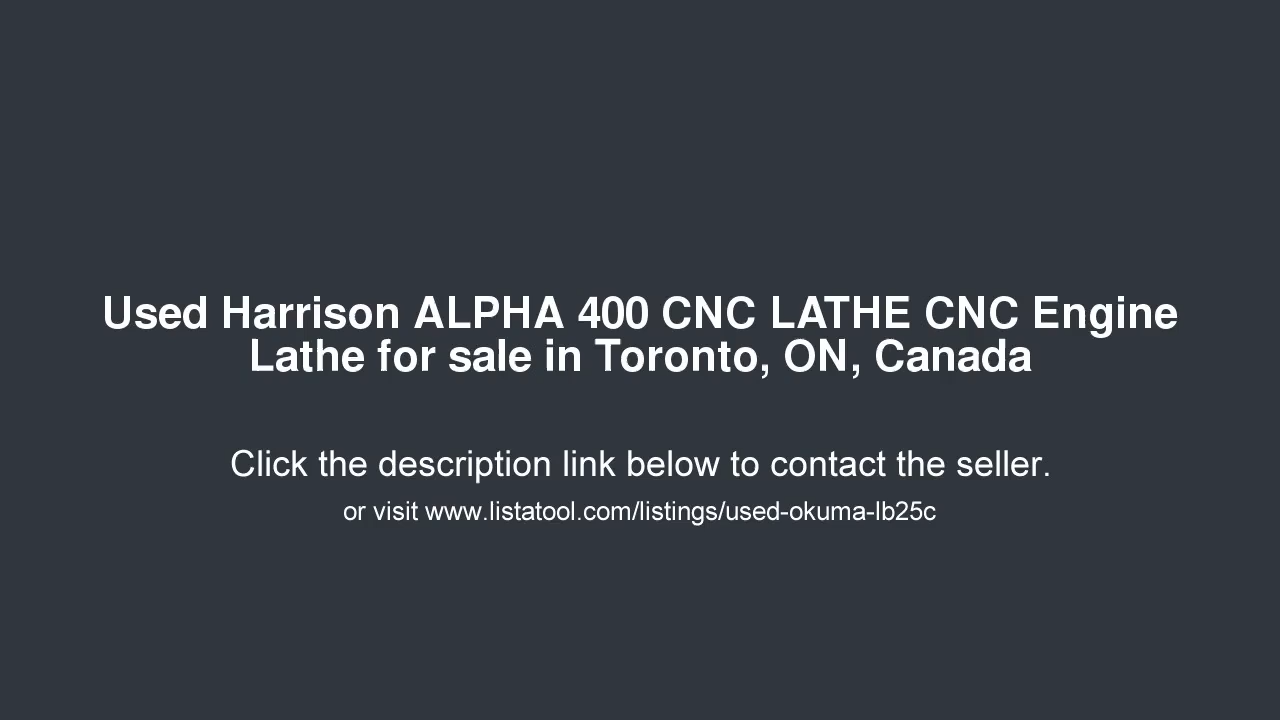 Used Harrison ALPHA 400 CNC LATHE CNC Engine
Lathe for sale in Toronto, ON, Canada
Click the description link below to contact the seller.
or visit www.listatool.com/listings/used-okuma-lb25c